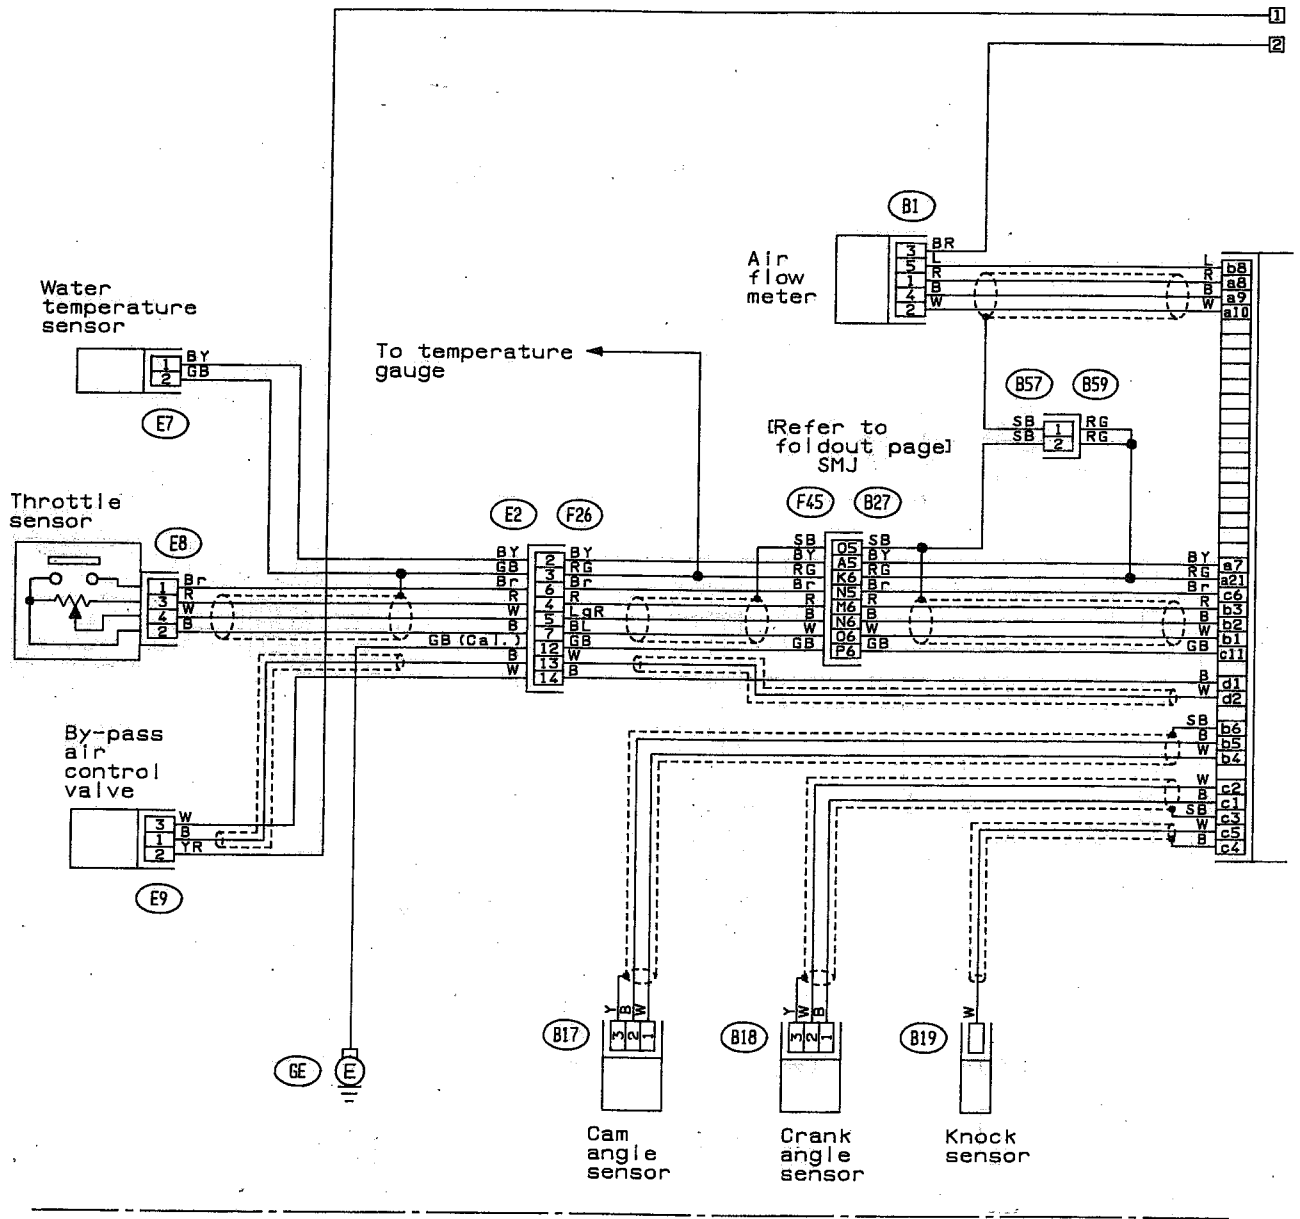 1
2
B1
Air
flow
meter
3 BR
5 L
1 R
4 B
2 W
L b8
R a8
B a9
W a10
Water
temperature
sensor
1 BY
2 GB
E7
To temperature
gauge
B57 B59
SB 1 RG
SB 2 RG
[Refer to
foldout page]
SMJ
F45 B27
Throttle
sensor
E8
1 Br
3 R
4 W
2 B
E2 F26
BY 2 BY
GB 3 RG
Br 6 Br
R 4 R
W 5 LgR
B 7 BL
GB (Cal.) 12 GB
B 13 W
W 14 B
SB O5 SB
BY A5 BY
RG K6 RG
Br N5 Br
R M6 R
B N6 B
W O6 W
GB P6 GB
BY a7
RG a21
Br c6
R b3
B b2
W b1
GB c11
B d1
W d2
SB b6
B b5
W b4
W c2
B c1
SB c3
W c5
B c4
By-pass
air
control
valve
3 W
1 B
2 YR
E9
GE E
B17
Y B W
3 2 1
Cam
angle
sensor
B18
Y W B
3 2 1
Crank
angle
sensor
B19
W
Knock
sensor